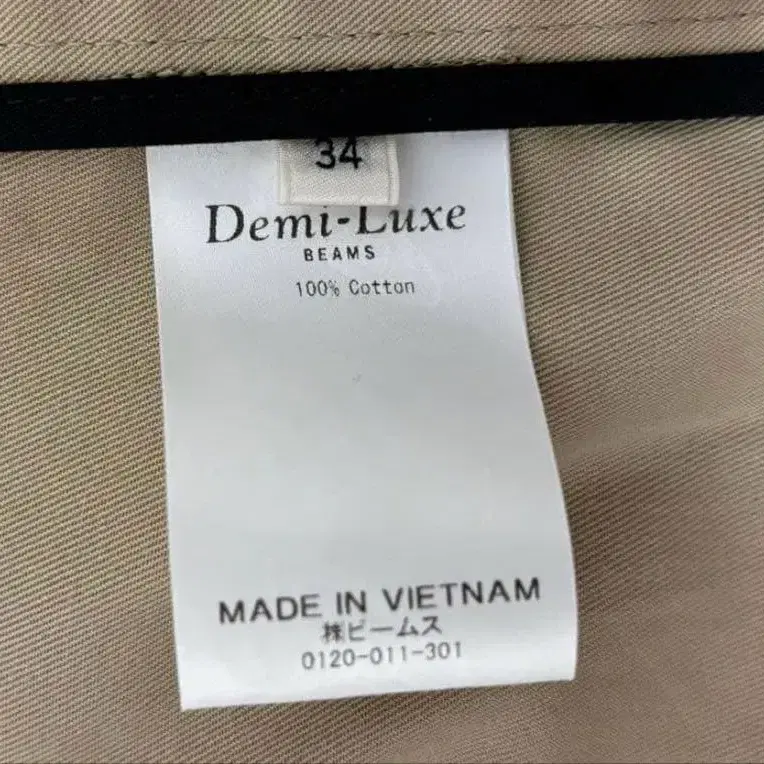 34
Demi-Luxe
BEAMS
100% Cotton
MADE IN VIETNAM
㈱ビームス
0120-011-301